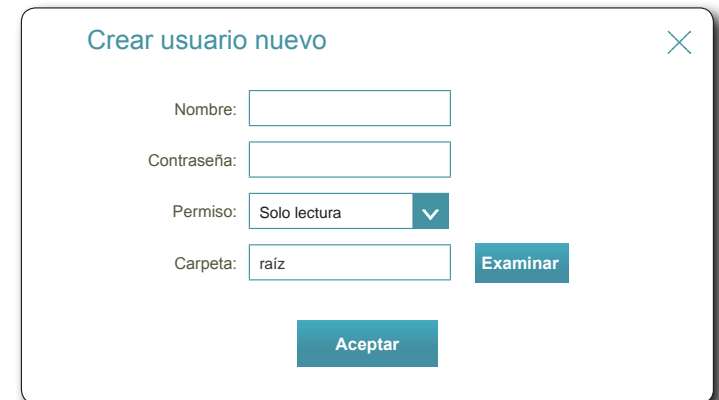 Crear usuario nuevo
Nombre:
Contraseña:
Permiso: Solo lectura
Carpeta: raíz Examinar
Aceptar